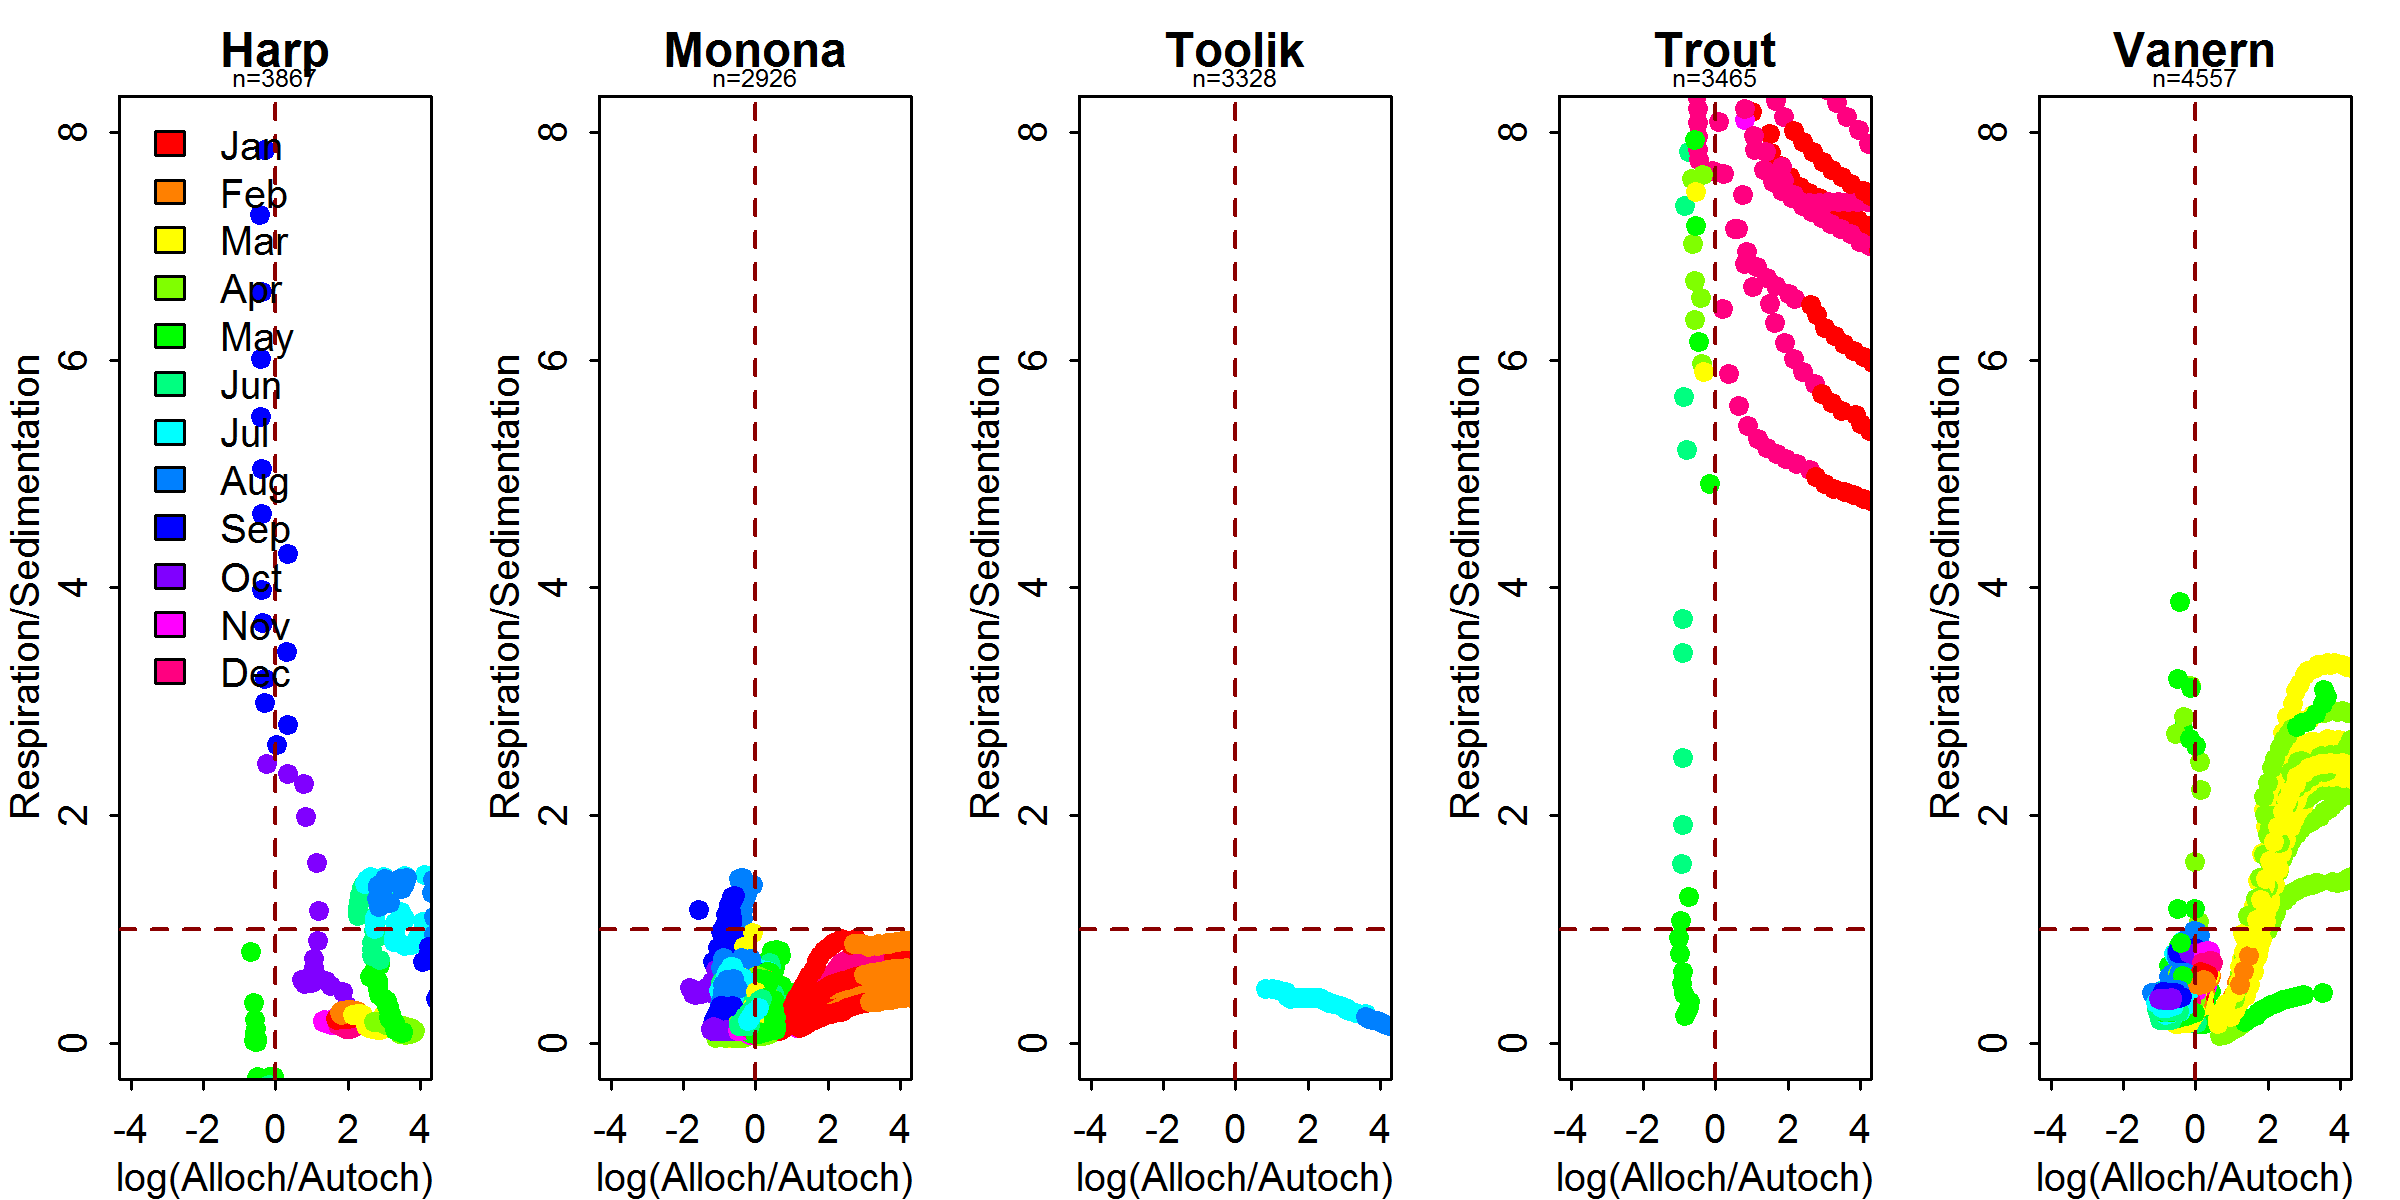 Harp
n=3867
Respiration/Sedimentation
8
6
4
2
0
Jan
Feb
Mar
Apr
May
Jun
Jul
Aug
Sep
Oct
Nov
Dec
-4 -2 0 2 4
log(Alloch/Autoch)
Monona
n=2926
Respiration/Sedimentation
8
6
4
2
0
-4 -2 0 2 4
log(Alloch/Autoch)
Toolik
n=3328
Respiration/Sedimentation
8
6
4
2
0
-4 -2 0 2 4
log(Alloch/Autoch)
Trout
n=3465
Respiration/Sedimentation
8
6
4
2
0
-4 -2 0 2 4
log(Alloch/Autoch)
Vanern
n=4557
Respiration/Sedimentation
8
6
4
2
0
-4 -2 0 2 4
log(Alloch/Autoch)